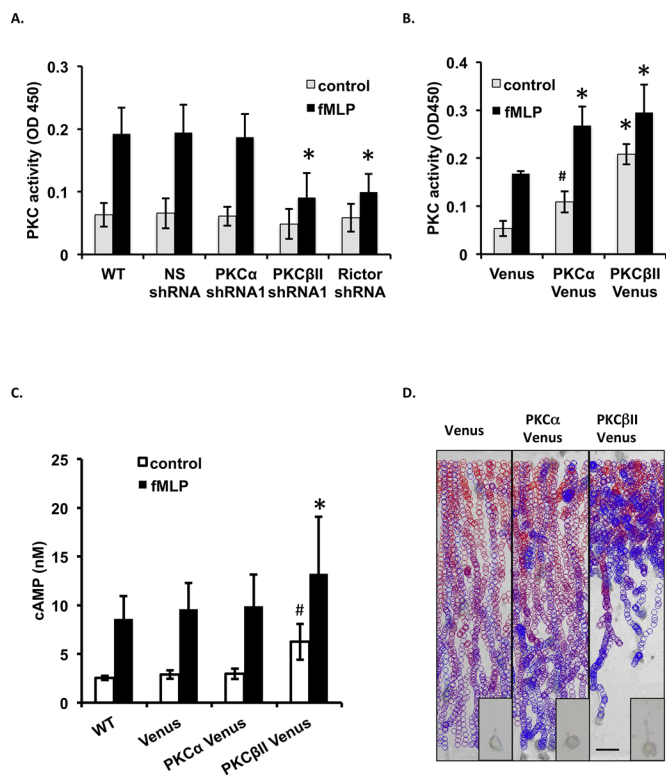 A.
B.
PKC activity (OD 450)
0.3
0.2
0.1
0
control
fMLP
*
*
WT
NS
shRNA
PKCα
shRNA1
PKCβII
shRNA1
Rictor
shRNA
PKC activity (OD450)
0.4
0.3
0.2
0.1
0
control
fMLP
#
*
*
*
Venus
PKCα
Venus
PKCβII
Venus
C.
D.
cAMP (nM)
25
20
15
10
5
0
control
fMLP
#
*
WT
Venus
PKCα Venus
PKCβII Venus
Venus
PKCα
Venus
PKCβII
Venus